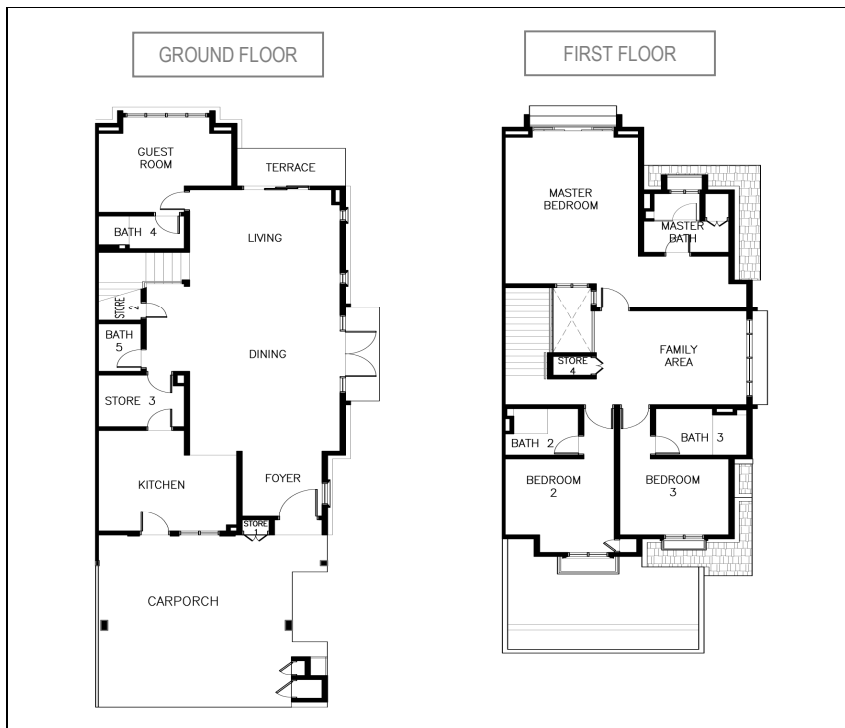 GROUND FLOOR
GUEST
ROOM
TERRACE
BATH 4
LIVING
STORE
2
BATH
5
DINING
STORE 3
KITCHEN
FOYER
STORE
1
CARPORCH
FIRST FLOOR
MASTER
BEDROOM
MASTER
BATH
FAMILY
AREA
STORE
4
BATH 2
BATH 3
BEDROOM
2
BEDROOM
3